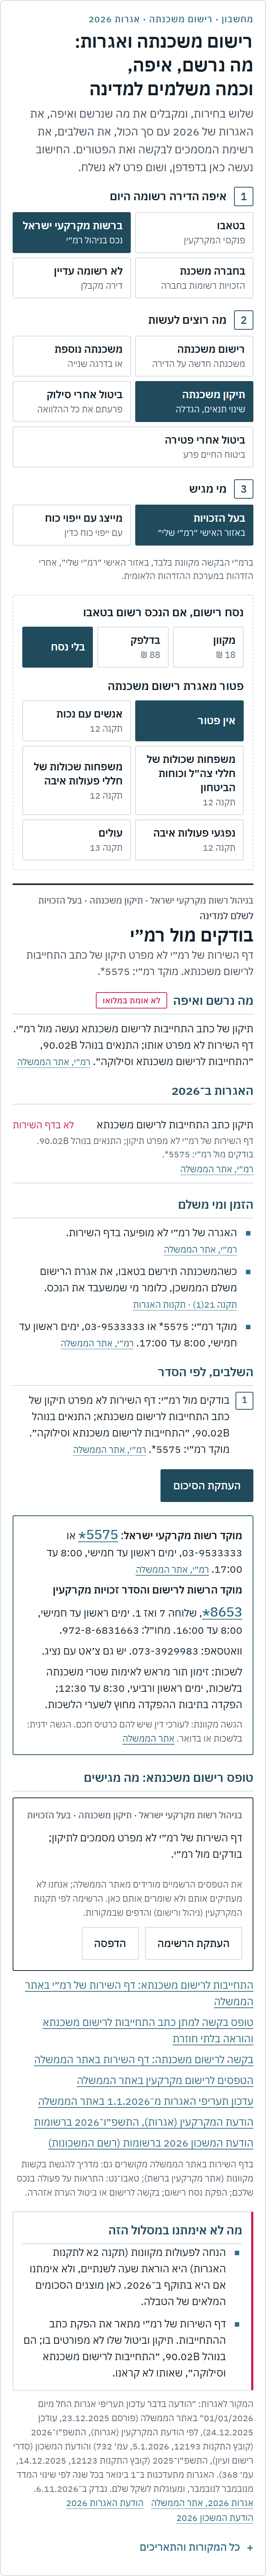 מחשבון · רישום משכנתה · אגרות 2026
רישום משכנתה ואגרות:
מה נרשם, איפה,
וכמה משלמים למדינה
שלוש בחירות, ומקבלים את מה שנרשם ואיפה, את
האגרות של 2026 עם סך הכול, את השלבים, את
רשימת המסמכים לבקשה ואת הפטורים. החישוב
נעשה כאן בדפדפן, ושום פרט לא נשלח.
1 איפה הדירה רשומה היום
בטאבו
פנקסי המקרקעין
ברשות מקרקעי ישראל
נכס בניהול רמ״י
בחברה משכנת
הזכויות רשומות בחברה
לא רשומה עדיין
דירה מקבלן
2 מה רוצים לעשות
רישום משכנתה
משכנתה חדשה על הדירה
משכנתה נוספת
או בדרגה שנייה
תיקון משכנתה
שינוי תנאים, הגדלה
ביטול אחרי סילוק
פרעתם את כל ההלוואה
ביטול אחרי פטירה
ביטוח החיים פרע
3 מי מגיש
בעל הזכויות
באזור האישי ״רמ״י שלי״
מייצג עם ייפוי כוח
עורך דין עם ייפוי כוח
ברמ״י הבקשה מקוונת בלבד, באזור האישי ״רמ״י שלי״, אחרי
הזדהות במערכת ההזדהות הלאומית.
נסח רישום, אם הנכס רשום בטאבו
מקוון
18 ₪
בדלפק
88 ₪
בלי נסח
פטור מאגרת רישום משכנתה
אין פטור
אנשים עם נכות
תקנה 12
משפחות שכולות של
חללי צה״ל וכוחות
הביטחון
תקנה 12
משפחות שכולות של
חללי פעולות איבה
תקנה 12
נפגעי פעולות איבה
תקנה 12
עולים
תקנה 13
בניהול רשות מקרקעי ישראל · תיקון משכנתה · בעל הזכויות
לשלם למדינה
בודקים מול רמ״י
דף השירות של רמ״י לא מפרט תיקון של כתב התחייבות
לרישום משכנתא. מוקד רמ״י: 5575*.
מה נרשם ואיפה לא אומת במלואו
תיקון של כתב התחייבות לרישום משכנתא נעשה מול רמ״י.
דף השירות לא מפרט אותו; התנאים בנוהל 90.02B,
״התחייבות לרישום משכנתא וסילוקה״. רמ״י, אתר הממשלה
האגרות ב־2026
תיקון כתב התחייבות לרישום משכנתא לא בדף השירות
דף השירות של רמ״י לא מפרט תיקון; התנאים בנוהל 90.02B.
בודקים מול רמ״י: 5575*.
רמ״י, אתר הממשלה
הזמן ומי משלם
האגרה של רמ״י לא מופיעה בדף השירות.
רמ״י, אתר הממשלה
כשהמשכנתה תירשם בטאבו, את אגרת הרישום
משלם הממשכן, כלומר מי שמשעבד את הנכס.
תקנה 21(1) · תקנות האגרות
מוקד רמ״י: 5575* או 03-9533333, ימים ראשון עד
חמישי, 8:00 עד 17:00. רמ״י, אתר הממשלה
השלבים, לפי הסדר
1 בודקים מול רמ״י: דף השירות לא מפרט תיקון של
כתב התחייבות לרישום משכנתא; התנאים בנוהל
90.02B, ״התחייבות לרישום משכנתא וסילוקה״.
מוקד רמ״י: 5575*. רמ״י, אתר הממשלה
העתקת הסיכום
מוקד רשות מקרקעי ישראל: 5575* או
03-9533333, ימים ראשון עד חמישי, 8:00 עד
17:00. רמ״י, אתר הממשלה
מוקד הרשות לרישום והסדר זכויות מקרקעין
8653*, שלוחה 7 ואז 1. ימים ראשון עד חמישי,
8:00 עד 16:00. מחו״ל: 972-8-6831663.
וואטסאפ: 073-3929983. יש גם צ׳אט עם נציג.
לשכות: זימון תור מראש לאימות שטרי משכנתה
בלשכות, ימים ראשון ורביעי, 8:30 עד 12:30;
הפקדה בתיבות ההפקדה מחוץ לשערי הלשכות.
הגשה מקוונת: לעורכי דין שיש להם כרטיס חכם. הגשה ידנית:
בלשכות או בדואר. אתר הממשלה
טופס רישום משכנתא: מה מגישים
בניהול רשות מקרקעי ישראל · תיקון משכנתה · בעל הזכויות
דף השירות של רמ״י לא מפרט מסמכים לתיקון;
בודקים מול רמ״י.
את הטפסים הרשמיים מורידים מאתר הממשלה; אנחנו לא
מעתיקים אותם ולא שומרים אותם כאן. הרשימה לפי תקנות
המקרקעין (ניהול ורישום) והדפים שבמקורות.
העתקת הרשימה
הדפסה
התחייבות לרישום משכנתא: דף השירות של רמ״י באתר
הממשלה
טופס בקשה למתן כתב התחייבות לרישום משכנתא
והוראה בלתי חוזרת
בקשה לרישום משכנתה: דף השירות באתר הממשלה
הטפסים לרישום מקרקעין באתר הממשלה
עדכון תעריפי אגרות מ־1.1.2026 באתר הממשלה
הודעת המקרקעין (אגרות), התשפ״ו־2026 ברשומות
הודעת המשכון 2026 ברשומות (רשם המשכונות)
בדף השירות באתר הממשלה מקושרים גם: מדריך להגשת בקשות
מקוונות (מקרקעין ברשת); טאבו־נט: התראות על פעולה בנכס
שלכם; הפקת נסח רישום; בקשה לרישום או ביטול הערת אזהרה.
מה לא אימתנו במסלול הזה
הנחה לפעולות מקוונות (תקנה 2א לתקנות
האגרות) היא הוראת שעה לשנתיים, ולא אימתנו
אם היא בתוקף ב־2026. כאן מוצגים הסכומים
המלאים של הטבלה.
דף השירות של רמ״י מתאר את הפקת כתב
ההתחייבות. תיקון וביטול שלו לא מפורטים בו; הם
בנוהל 90.02B, ״התחייבות לרישום משכנתא
וסילוקה״, שאותו לא קראנו.
המקור לאגרות: ״הודעה בדבר עדכון תעריפי אגרות החל מיום
01/01/2026״ באתר הממשלה (פורסם 23.12.2025, עודכן
24.12.2025), לפי הודעת המקרקעין (אגרות), התשפ״ו־2026
(קובץ התקנות 12193, 5.1.2026, עמ׳ 732) והודעת המשכון (סדרי
רישום ועיון), התשפ״ו־2025 (קובץ התקנות 12123, 14.12.2025,
עמ׳ 368). האגרות מתעדכנות ב־1 בינואר בכל שנה לפי שינוי המדד
מנובמבר לנובמבר, ומעוגלות לשקל שלם. נבדק ב־6.11.2026.
אגרות 2026, אתר הממשלה הודעת האגרות 2026
הודעת המשכון 2026
+ כל המקורות והתאריכים